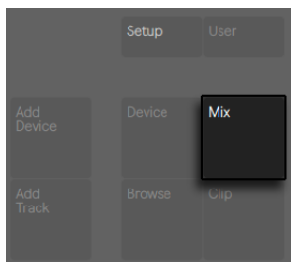 Setup
User
Add
Device
Device
Mix
Add
Track
Browse
Clip